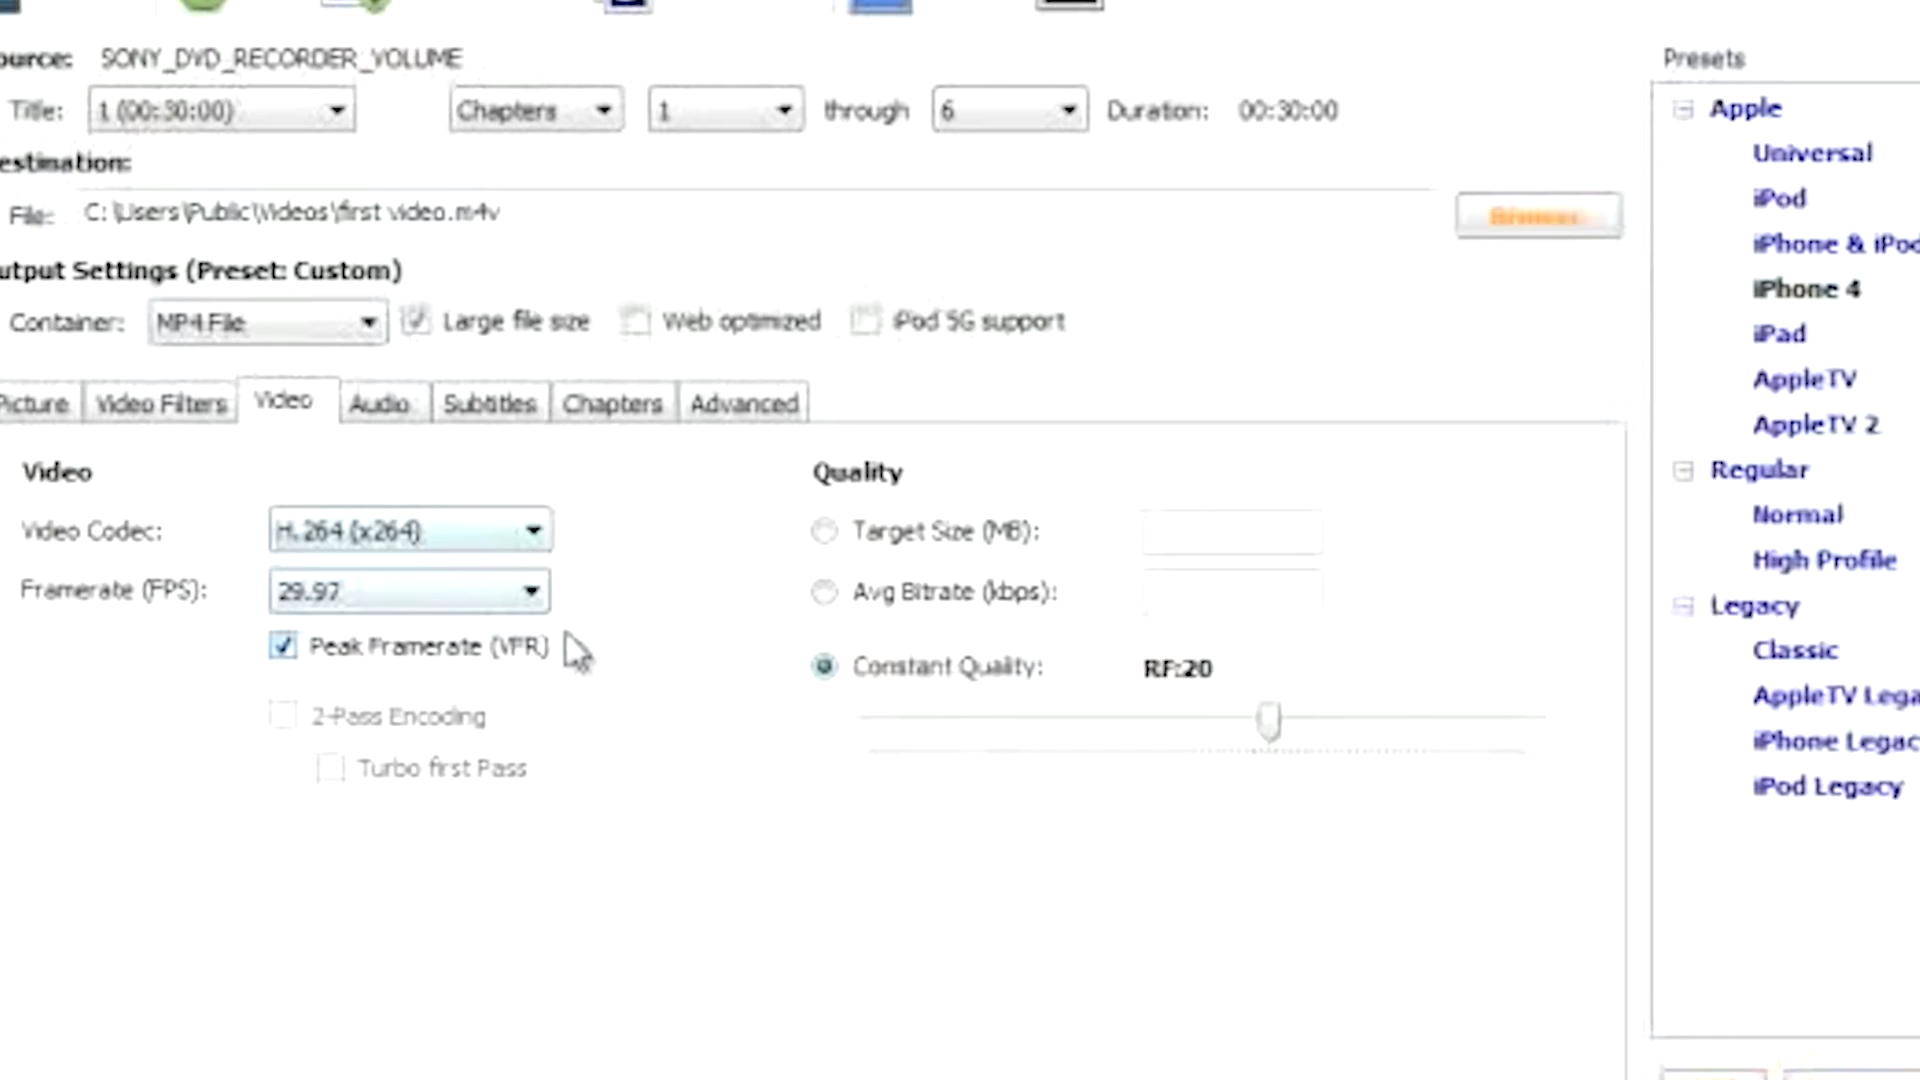 ource: SONY_DVD_RECORDER_VOLUME
Title: 1 (00:30:00) Chapters 1 through 6 Duration: 00:30:00
estination:
File: C:\Users\Public\Videos\first video.m4v Browse
utput Settings (Preset: Custom)
Container: MP4 File Large file size Web optimized iPod 5G support
Picture Video Filters Video Audio Subtitles Chapters Advanced
Video
Video Codec: H.264 (x264)
Framerate (FPS): 29.97
Peak Framerate (VFR)
2-Pass Encoding
Turbo first Pass
Quality
Target Size (MB):
Avg Bitrate (kbps):
Constant Quality: RF:20
Presets
Apple
Universal
iPod
iPhone & iPod
iPhone 4
iPad
AppleTV
AppleTV 2
Regular
Normal
High Profile
Legacy
Classic
AppleTV Lega
iPhone Legac
iPod Legacy